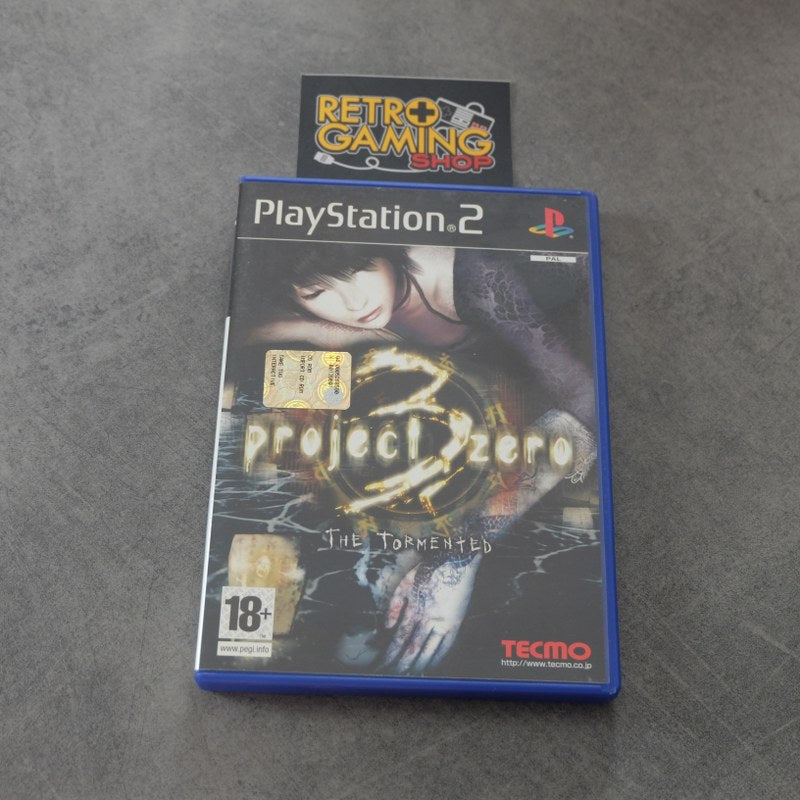 RETRO
GAMING
SHOP
PlayStation®2
PAL
project zero
3
THE TORMENTED
18+
www.pegi.info
TECMO
http://www.tecmo.co.jp